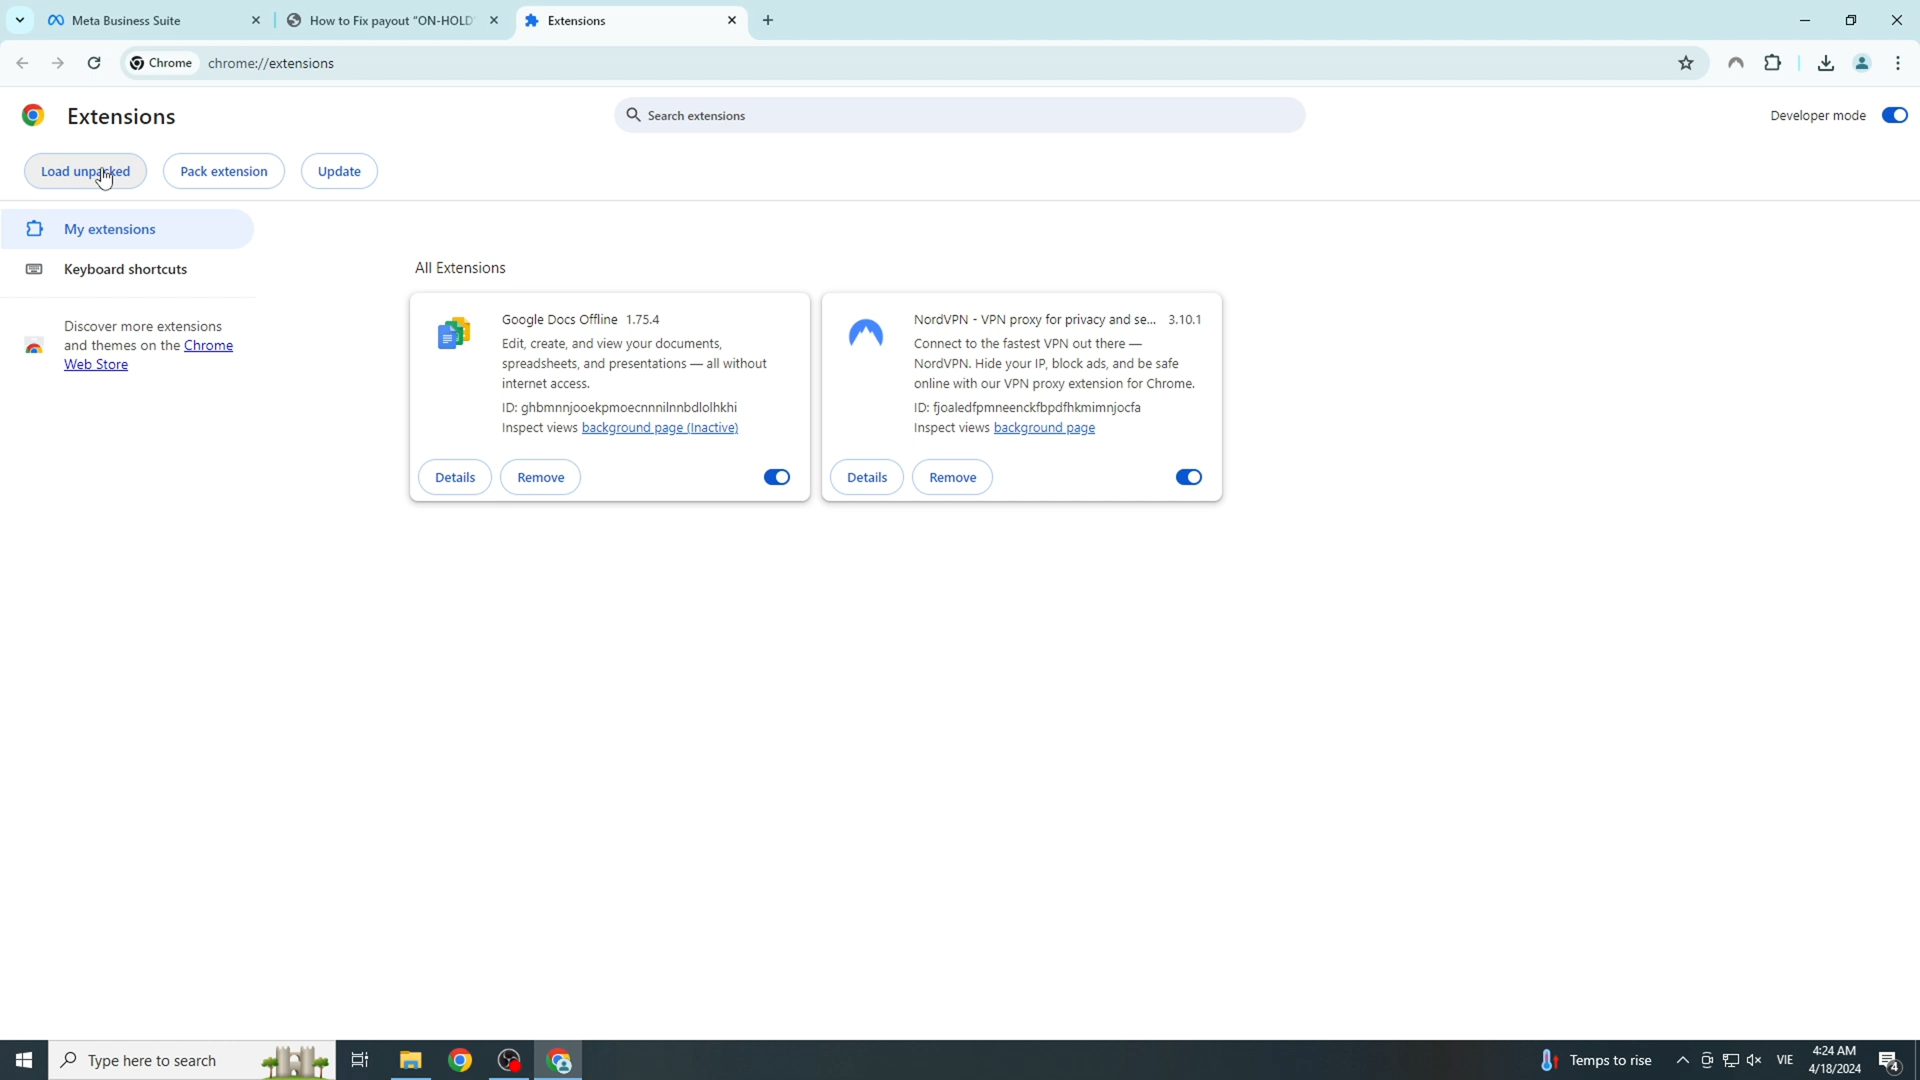 Meta Business Suite
How to Fix payout "ON-HOLD
Extensions
Chrome
chrome://extensions
Extensions
Search extensions
Developer mode
Load unpacked
Pack extension
Update
My extensions
Keyboard shortcuts
Discover more extensions
and themes on the Chrome
Web Store
All Extensions
Google Docs Offline 1.75.4
Edit, create, and view your documents,
spreadsheets, and presentations — all without
internet access.
ID: ghbmnnjooekpmoecnnnilnnbdlolhkhi
Inspect views background page (Inactive)
Details
Remove
NordVPN - VPN proxy for privacy and se... 3.10.1
Connect to the fastest VPN out there —
NordVPN. Hide your IP, block ads, and be safe
online with our VPN proxy extension for Chrome.
ID: fjoaledfpmneenckfbpdfhkmimnjocfa
Inspect views background page
Details
Remove
Type here to search
Temps to rise
VIE
4:24 AM
4/18/2024
4